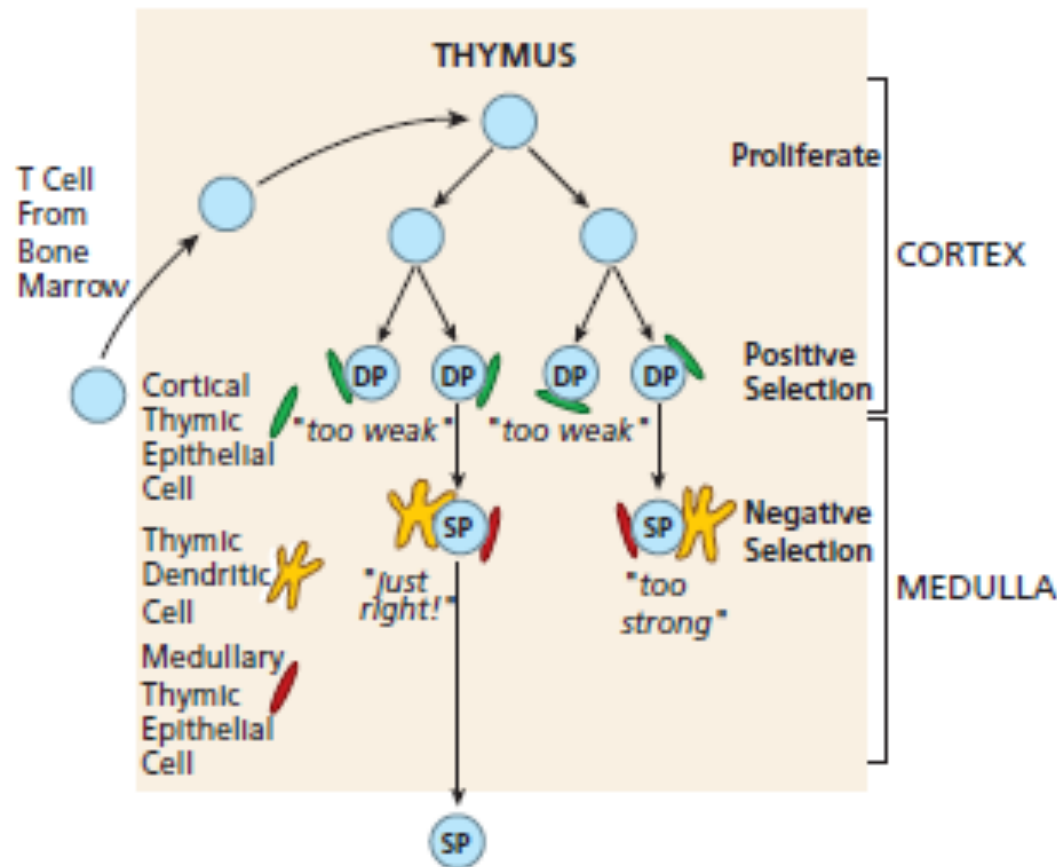 THYMUS
T Cell
From
Bone
Marrow
Proliferate
CORTEX
DP
DP
DP
DP
Positive
Selection
Cortical
Thymic
Epithelial
Cell
"too weak"
"too weak"
SP
SP
Negative
Selection
Thymic
Dendritic
Cell
"just
right!"
"too
strong"
MEDULLA
Medullary
Thymic
Epithelial
Cell
SP